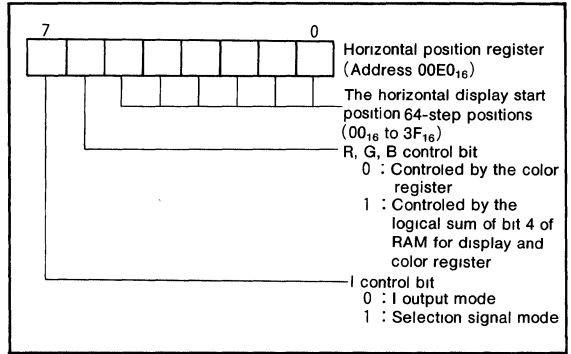 7 0
Horizontal position register
(Address 00E0₁₆)
The horizontal display start
position 64-step positions
(00₁₆ to 3F₁₆)
R, G, B control bit
0 : Controled by the color
register
1 : Controled by the
logical sum of bit 4 of
RAM for display and
color register
I control bit
0 : I output mode
1 : Selection signal mode